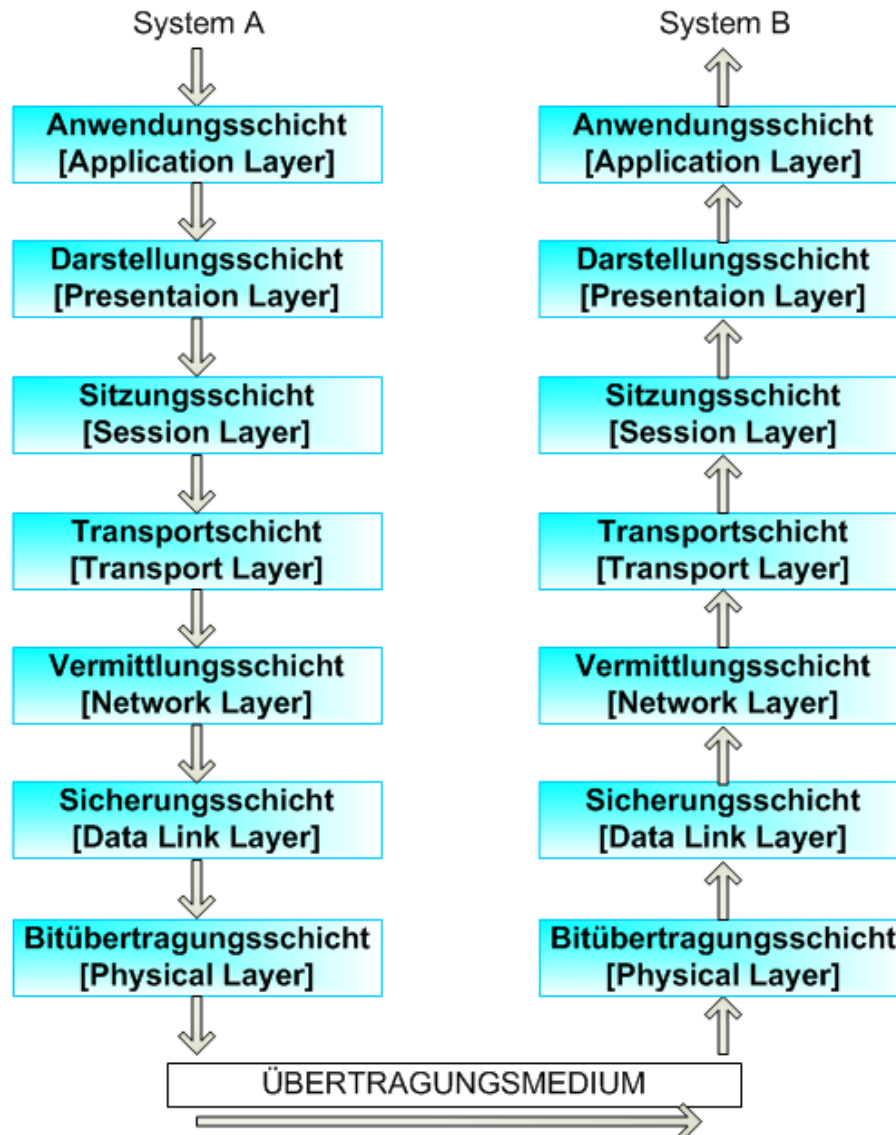 System A
Anwendungsschicht
[Application Layer]
Darstellungsschicht
[Presentaion Layer]
Sitzungsschicht
[Session Layer]
Transportschicht
[Transport Layer]
Vermittlungsschicht
[Network Layer]
Sicherungsschicht
[Data Link Layer]
Bitübertragungsschicht
[Physical Layer]
System B
Anwendungsschicht
[Application Layer]
Darstellungsschicht
[Presentaion Layer]
Sitzungsschicht
[Session Layer]
Transportschicht
[Transport Layer]
Vermittlungsschicht
[Network Layer]
Sicherungsschicht
[Data Link Layer]
Bitübertragungsschicht
[Physical Layer]
ÜBERTRAGUNGSMEDIUM